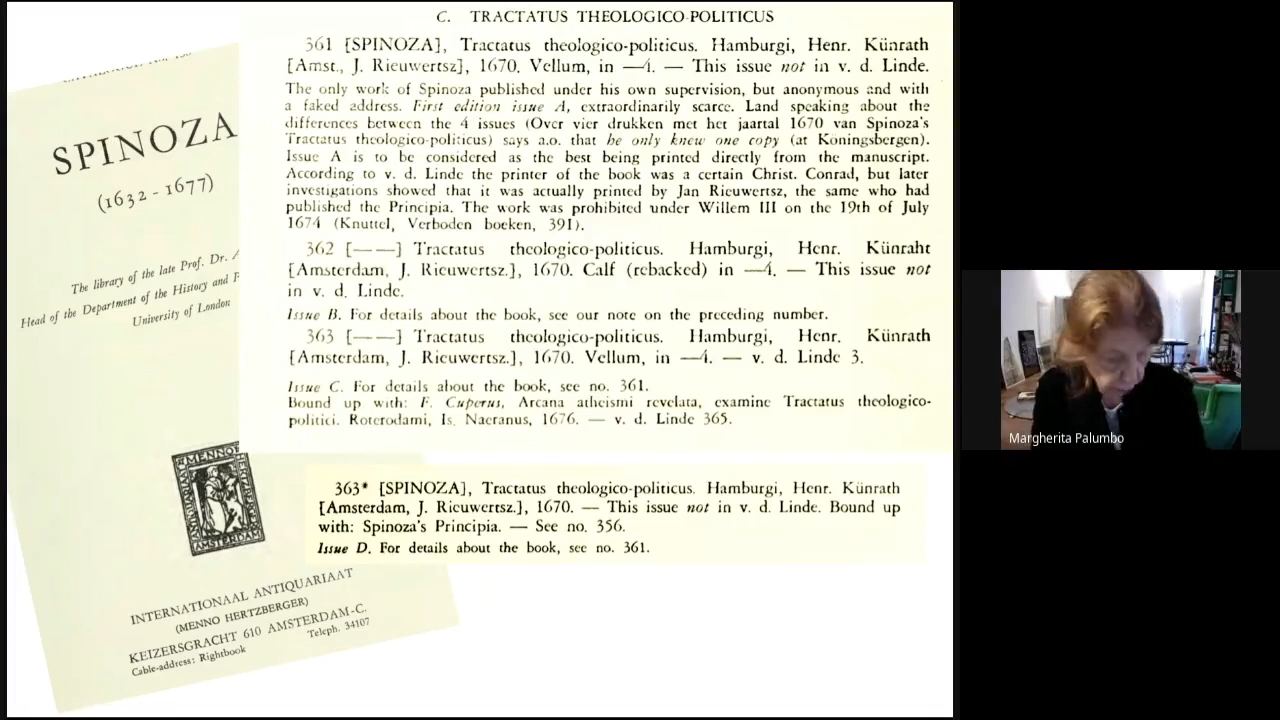 SPINOZA
(1632 - 1677)
The library of the late Prof. Dr. A
Head of the Department of the History and P
University of London
MENNO HERTZBERGER
ANTIQUARIAAT
AMSTERDAM
INTERNATIONAAL ANTIQUARIAAT
(MENNO HERTZBERGER)
KEIZERSGRACHT 610 AMSTERDAM-C.
Cable-address: Rightbook Teleph. 34107
C. TRACTATUS THEOLOGICO-POLITICUS
361 [SPINOZA], Tractatus theologico-politicus. Hamburgi, Henr. Künrath
[Amst., J. Rieuwertsz], 1670. Vellum, in —4. — This issue not in v. d. Linde.
The only work of Spinoza published under his own supervision, but anonymous and with
a faked address. First edition issue A, extraordinarily scarce. Land speaking about the
differences between the 4 issues (Over vier drukken met het jaartal 1670 van Spinoza's
Tractatus theologico-politicus) says a.o. that he only knew one copy (at Koningsbergen).
Issue A is to be considered as the best being printed directly from the manuscript.
According to v. d. Linde the printer of the book was a certain Christ. Conrad, but later
investigations showed that it was actually printed by Jan Rieuwertsz, the same who had
published the Principia. The work was prohibited under Willem III on the 19th of July
1674 (Knuttel, Verboden boeken, 391).
362 [— —] Tractatus theologico-politicus. Hamburgi, Henr. Künraht
[Amsterdam, J. Rieuwertsz.], 1670. Calf (rebacked) in —4. — This issue not
in v. d. Linde.
Issue B. For details about the book, see our note on the preceding number.
363 [— —] Tractatus theologico-politicus. Hamburgi, Henr. Künrath
[Amsterdam, J. Rieuwertsz.], 1670. Vellum, in —4. — v. d. Linde 3.
Issue C. For details about the book, see no. 361.
Bound up with: F. Cuperus, Arcana atheismi revelata, examine Tractatus theologico-
politici. Roterodami, Is. Naeranus, 1676. — v. d. Linde 365.
363* [SPINOZA], Tractatus theologico-politicus. Hamburgi, Henr. Künrath
[Amsterdam, J. Rieuwertsz.], 1670. — This issue not in v. d. Linde. Bound up
with: Spinoza's Principia. — See no. 356.
Issue D. For details about the book, see no. 361.
Margherita Palumbo